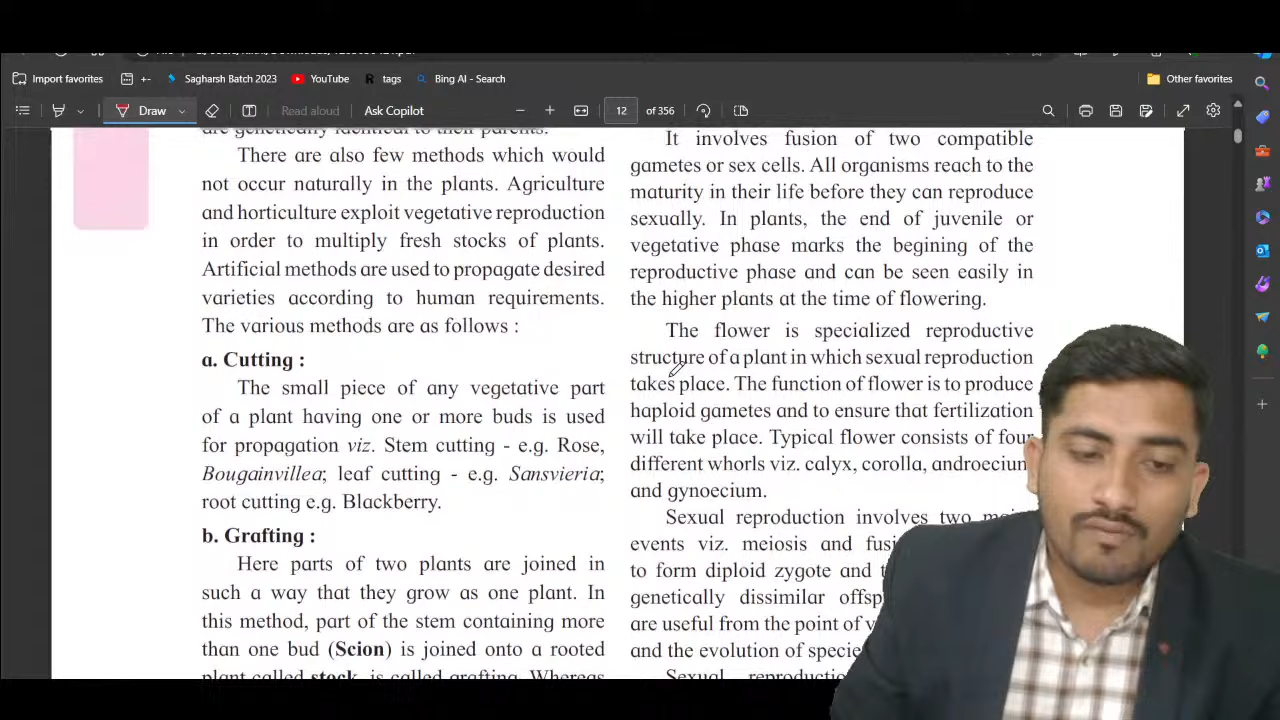 Import favorites
Sagharsh Batch 2023
YouTube
tags
Bing AI - Search
Other favorites
Draw
Read aloud
Ask Copilot
12
of 356
There are also few methods which would
not occur naturally in the plants. Agriculture
and horticulture exploit vegetative reproduction
in order to multiply fresh stocks of plants.
Artificial methods are used to propagate desired
varieties according to human requirements.
The various methods are as follows :
a. Cutting :
The small piece of any vegetative part
of a plant having one or more buds is used
for propagation viz. Stem cutting - e.g. Rose,
Bougainvillea; leaf cutting - e.g. Sansvieria;
root cutting e.g. Blackberry.
b. Grafting :
Here parts of two plants are joined in
such a way that they grow as one plant. In
this method, part of the stem containing more
than one bud (Scion) is joined onto a rooted
plant called stock, is called grafting. Whereas
It involves fusion of two compatible
gametes or sex cells. All organisms reach to the
maturity in their life before they can reproduce
sexually. In plants, the end of juvenile or
vegetative phase marks the begining of the
reproductive phase and can be seen easily in
the higher plants at the time of flowering.
The flower is specialized reproductive
structure of a plant in which sexual reproduction
takes place. The function of flower is to produce
haploid gametes and to ensure that fertilization
will take place. Typical flower consists of four
different whorls viz. calyx, corolla, androecium
and gynoecium.
Sexual reproduction involves two
events viz. meiosis and
to form diploid zygote and
genetically dissimilar
are useful from the point of
and the evolution of
Sexual